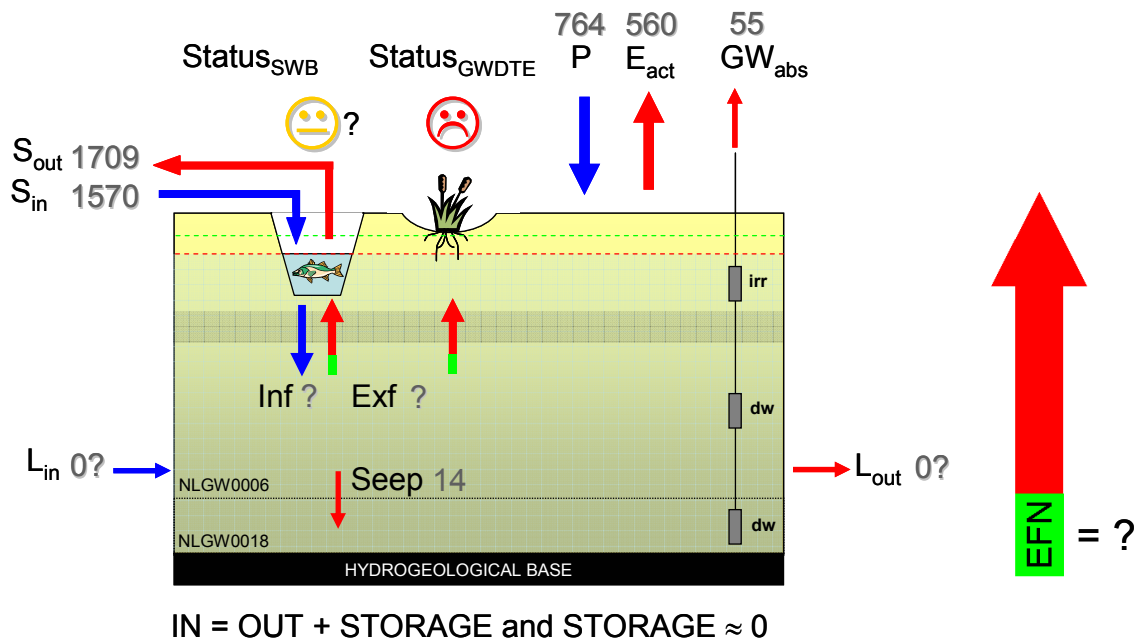 764 560 55
Status_SWB Status_GWDTE P E_act GW_abs
?
S_out 1709
S_in 1570
irr
Inf ? Exf ?
dw
L_in 0? L_out 0?
Seep 14
NLGW0006
dw
NLGW0018
EFN = ?
HYDROGEOLOGICAL BASE
IN = OUT + STORAGE and STORAGE ≈ 0